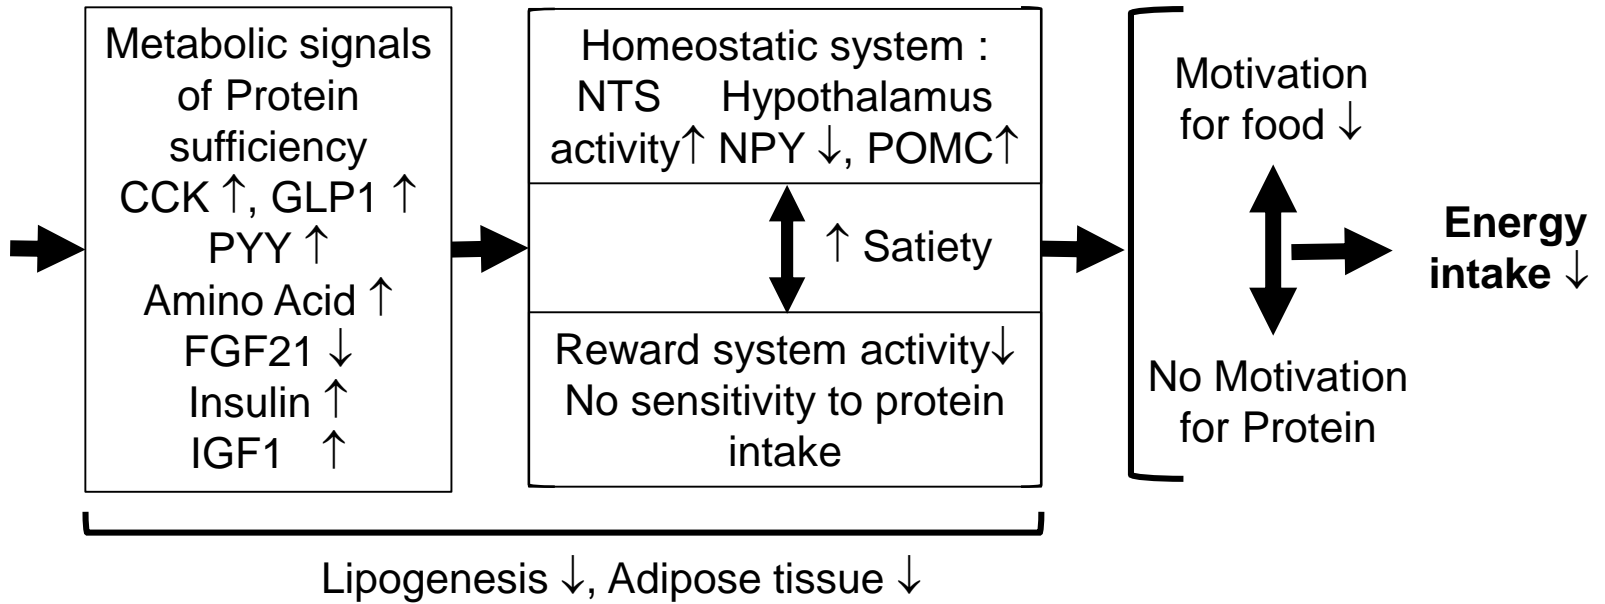 Metabolic signals
of Protein
sufficiency
CCK ↑, GLP1 ↑
PYY ↑
Amino Acid ↑
FGF21 ↓
Insulin ↑
IGF1 ↑
Homeostatic system :
NTS Hypothalamus
activity↑ NPY ↓, POMC↑
↑ Satiety
Reward system activity↓
No sensitivity to protein
intake
Motivation
for food ↓
No Motivation
for Protein
Energy
intake ↓
Lipogenesis ↓, Adipose tissue ↓